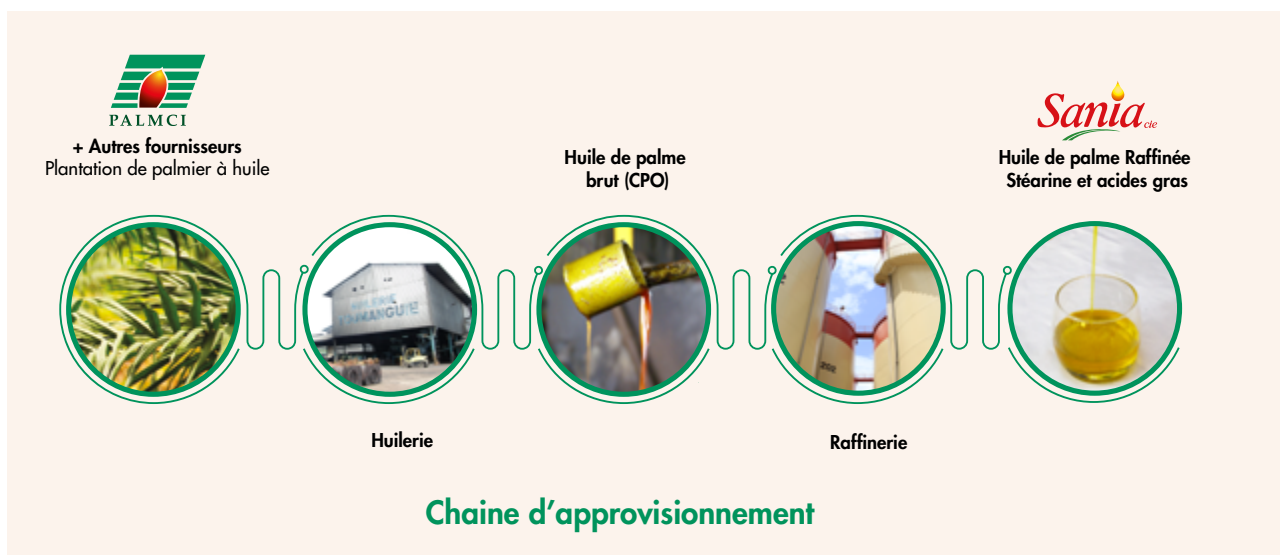 PALMCI
+ Autres fournisseurs
Plantation de palmier à huile
Huile de palme
brut (CPO)
Sania cie
Huile de palme Raffinée
Stéarine et acides gras
202
Huilerie
Raffinerie
Chaine d'approvisionnement